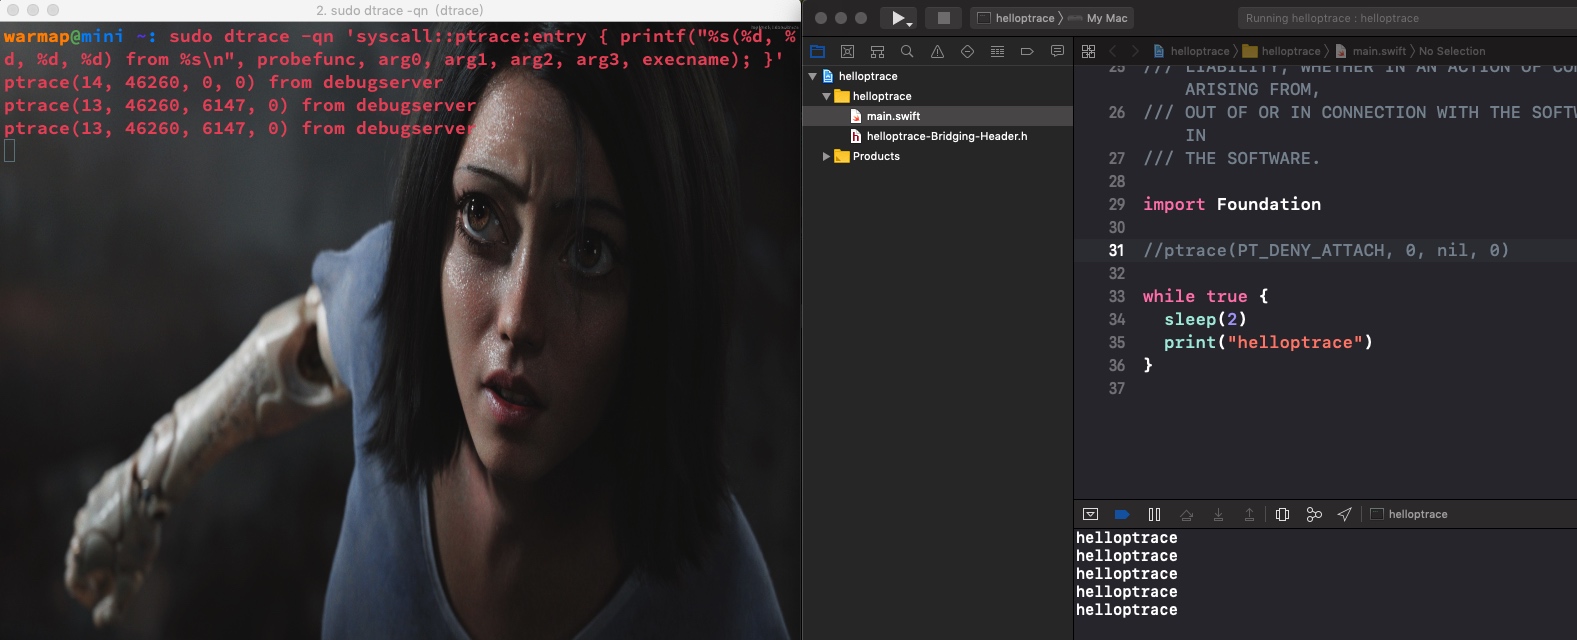 2. sudo dtrace -qn (dtrace)
warmap@mini ~: sudo dtrace -qn 'syscall::ptrace:entry { printf("%s(%d, %
d, %d, %d) from %s\n", probefunc, arg0, arg1, arg2, arg3, execname); }'
ptrace(14, 46260, 0, 0) from debugserver
ptrace(13, 46260, 6147, 0) from debugserver
ptrace(13, 46260, 6147, 0) from debugserver
helloptrace My Mac
Running helloptrace : helloptrace
helloptrace
helloptrace
main.swift
helloptrace-Bridging-Header.h
Products
helloptrace helloptrace main.swift No Selection
25 /// LIABILITY, WHETHER IN AN ACTION OF CO
ARISING FROM,
26 /// OUT OF OR IN CONNECTION WITH THE SOFTW
IN
27 /// THE SOFTWARE.
28
29 import Foundation
30
31 //ptrace(PT_DENY_ATTACH, 0, nil, 0)
32
33 while true {
34 sleep(2)
35 print("helloptrace")
36 }
37
helloptrace
helloptrace
helloptrace
helloptrace
helloptrace
helloptrace